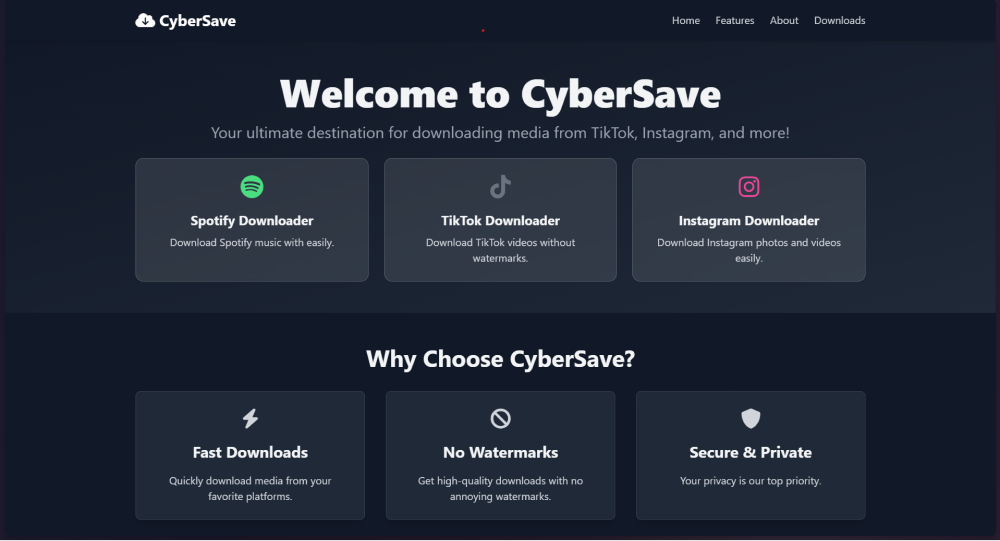 CyberSave
Home Features About Downloads
Welcome to CyberSave
Your ultimate destination for downloading media from TikTok, Instagram, and more!
Spotify Downloader
Download Spotify music with easily.
TikTok Downloader
Download TikTok videos without
watermarks.
Instagram Downloader
Download Instagram photos and videos
easily.
Why Choose CyberSave?
Fast Downloads
Quickly download media from your
favorite platforms.
No Watermarks
Get high-quality downloads with no
annoying watermarks.
Secure & Private
Your privacy is our top priority.